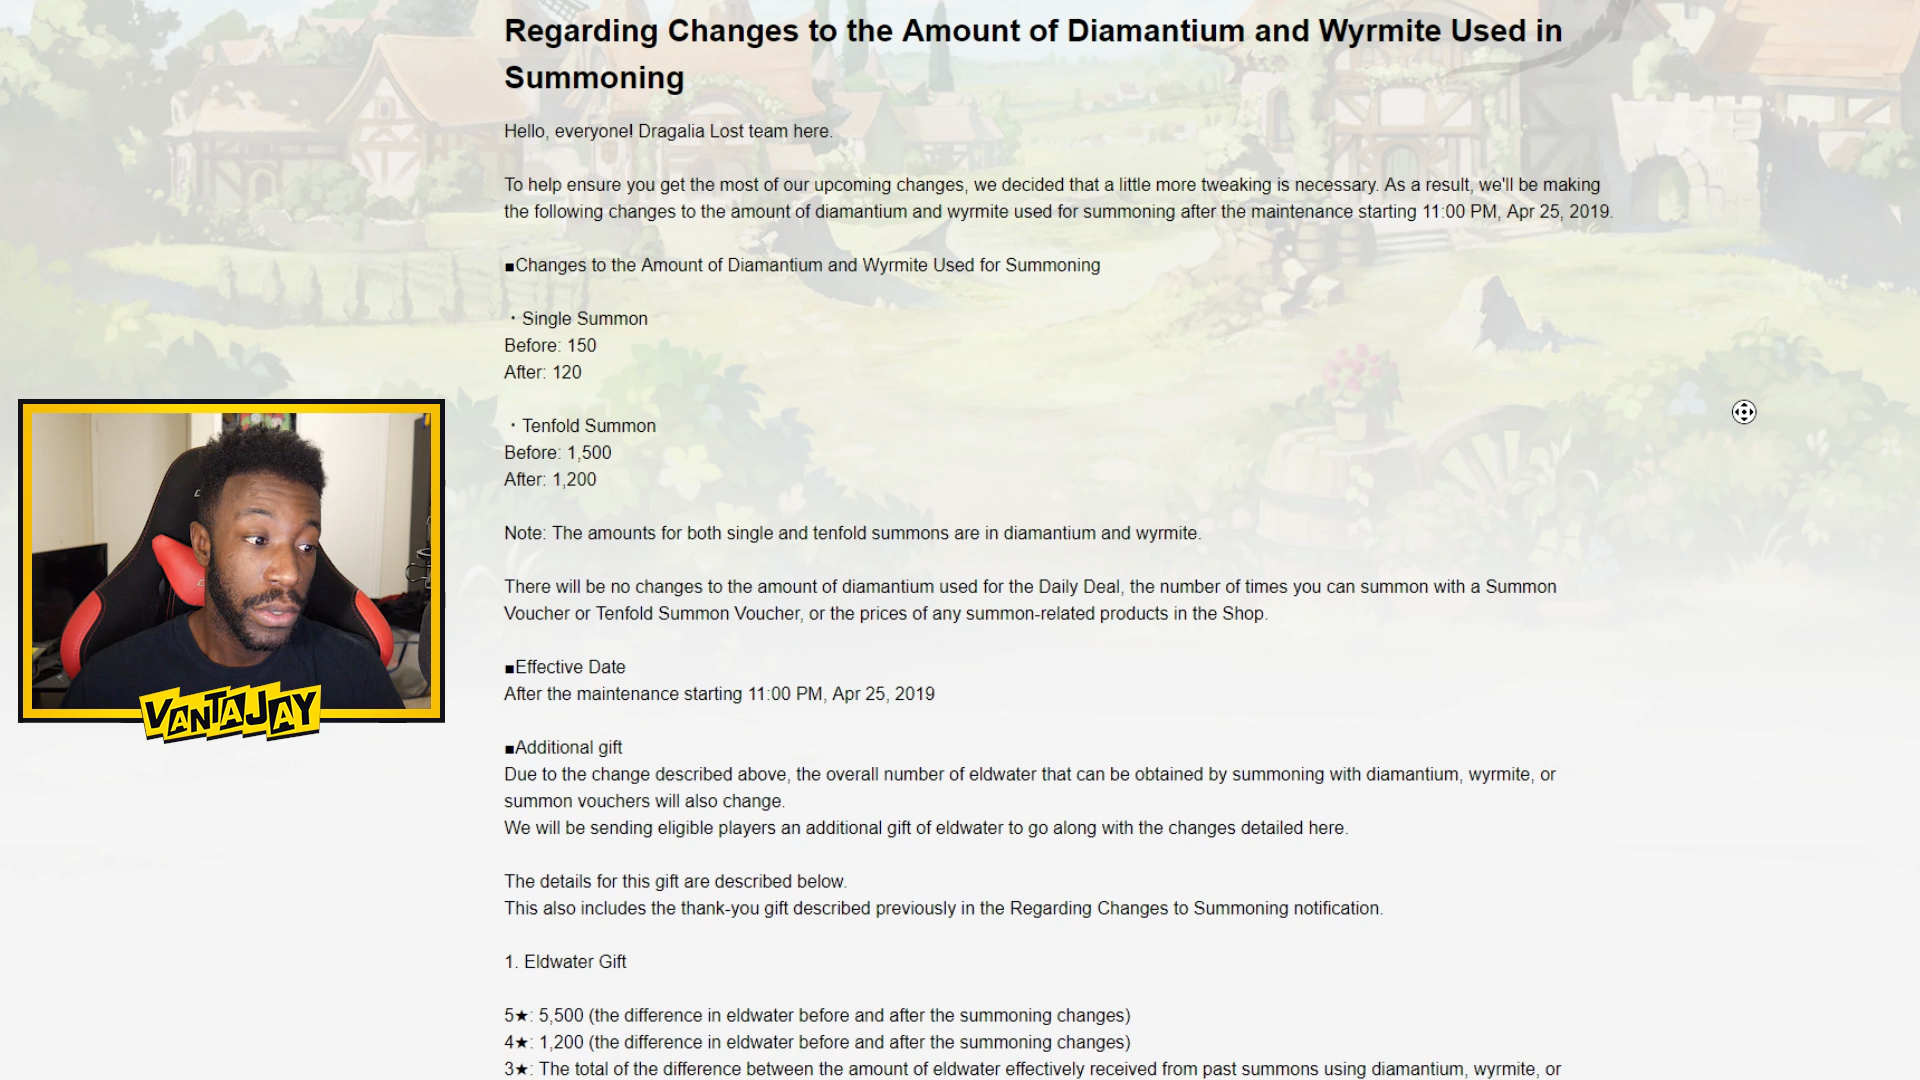 Regarding Changes to the Amount of Diamantium and Wyrmite Used in
Summoning
Hello, everyone! Dragalia Lost team here.
To help ensure you get the most of our upcoming changes, we decided that a little more tweaking is necessary. As a result, we'll be making
the following changes to the amount of diamantium and wyrmite used for summoning after the maintenance starting 11:00 PM, Apr 25, 2019.
■Changes to the Amount of Diamantium and Wyrmite Used for Summoning
・Single Summon
Before: 150
After: 120
・Tenfold Summon
Before: 1,500
After: 1,200
Note: The amounts for both single and tenfold summons are in diamantium and wyrmite.
There will be no changes to the amount of diamantium used for the Daily Deal, the number of times you can summon with a Summon
Voucher or Tenfold Summon Voucher, or the prices of any summon-related products in the Shop.
■Effective Date
After the maintenance starting 11:00 PM, Apr 25, 2019
VANTAJAY
■Additional gift
Due to the change described above, the overall number of eldwater that can be obtained by summoning with diamantium, wyrmite, or
summon vouchers will also change.
We will be sending eligible players an additional gift of eldwater to go along with the changes detailed here.
The details for this gift are described below.
This also includes the thank-you gift described previously in the Regarding Changes to Summoning notification.
1. Eldwater Gift
5★: 5,500 (the difference in eldwater before and after the summoning changes)
4★: 1,200 (the difference in eldwater before and after the summoning changes)
3★: The total of the difference between the amount of eldwater effectively received from past summons using diamantium, wyrmite, or